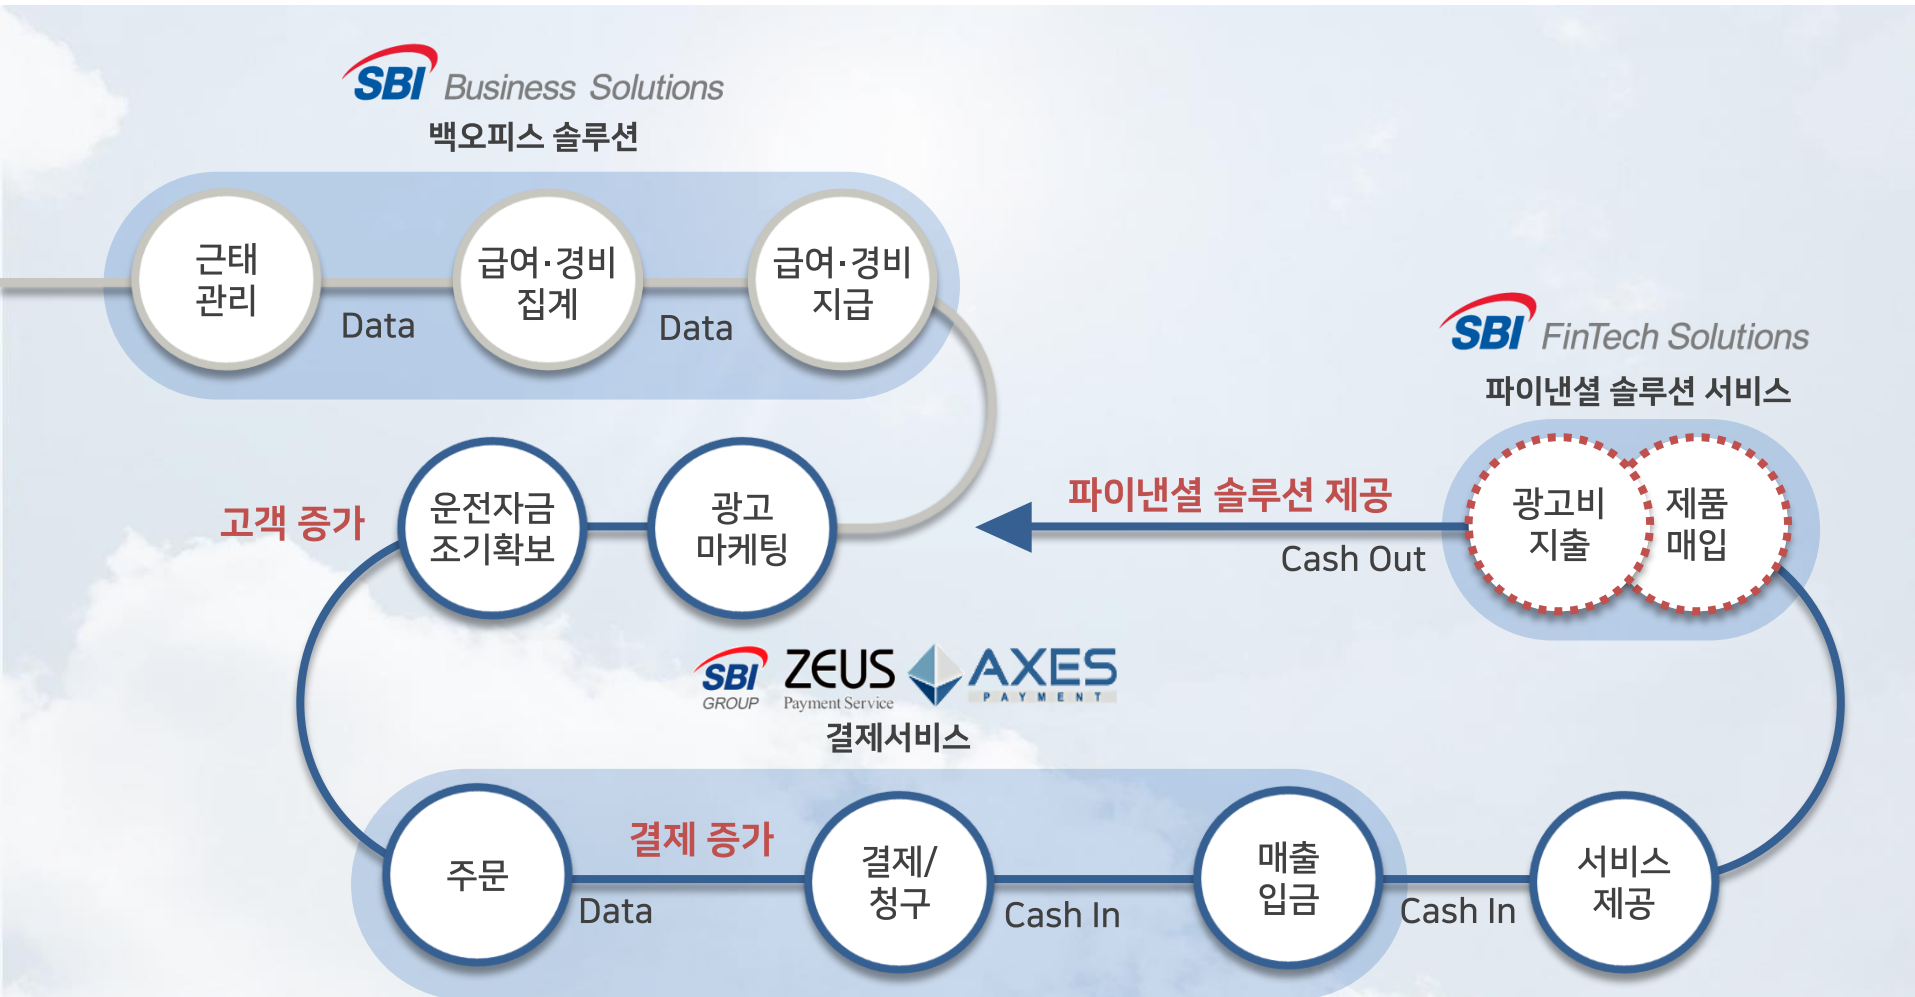 SBI Business Solutions
백오피스 솔루션
근태
관리
Data
급여·경비
집계
Data
급여·경비
지급
SBI FinTech Solutions
파이낸셜 솔루션 서비스
고객 증가
운전자금
조기확보
광고
마케팅
파이낸셜 솔루션 제공
Cash Out
광고비
지출
제품
매입
SBI
GROUP
ZEUS
Payment Service
AXES
PAYMENT
결제서비스
주문
결제 증가
Data
결제/
청구
Cash In
매출
입금
Cash In
서비스
제공